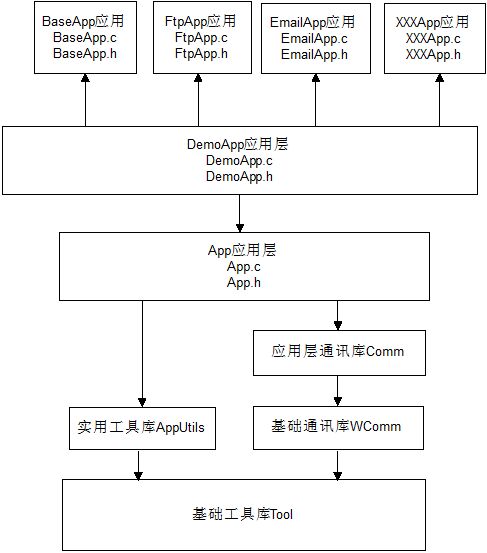 BaseApp应用
BaseApp.c
BaseApp.h
FtpApp应用
FtpApp.c
FtpApp.h
EmailApp应用
EmailApp.c
EmailApp.h
XXXApp应用
XXXApp.c
XXXApp.h
DemoApp应用层
DemoApp.c
DemoApp.h
App应用层
App.c
App.h
应用层通讯库Comm
实用工具库AppUtils
基础通讯库WComm
基础工具库Tool